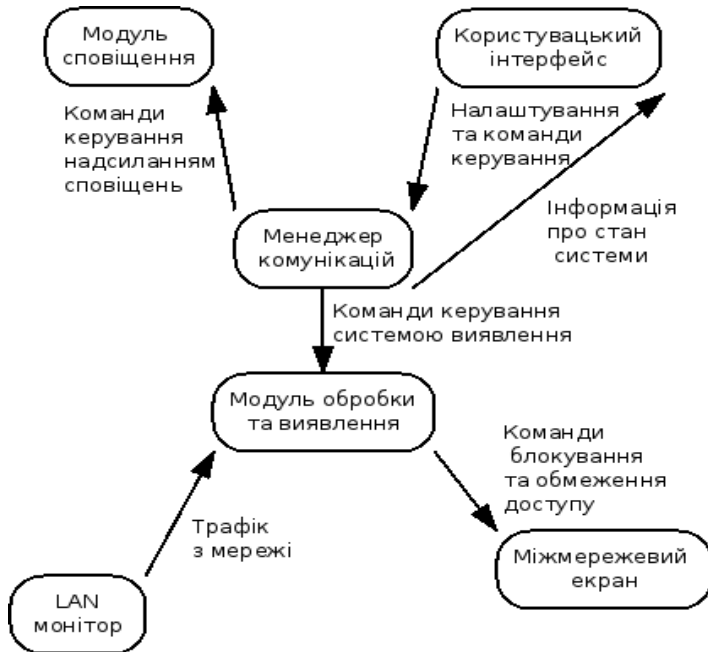 Модуль
сповіщення
Користувацький
інтерфейс
Команди
керування
надсиланням
сповіщень
Налаштування
та команди
керування
Менеджер
комунікацій
Інформація
про стан
системи
Команди керування
системою виявлення
Модуль обробки
та виявлення
Команди
блокування
та обмеження
доступу
Трафік
з мережі
Міжмережевий
екран
LAN
монітор